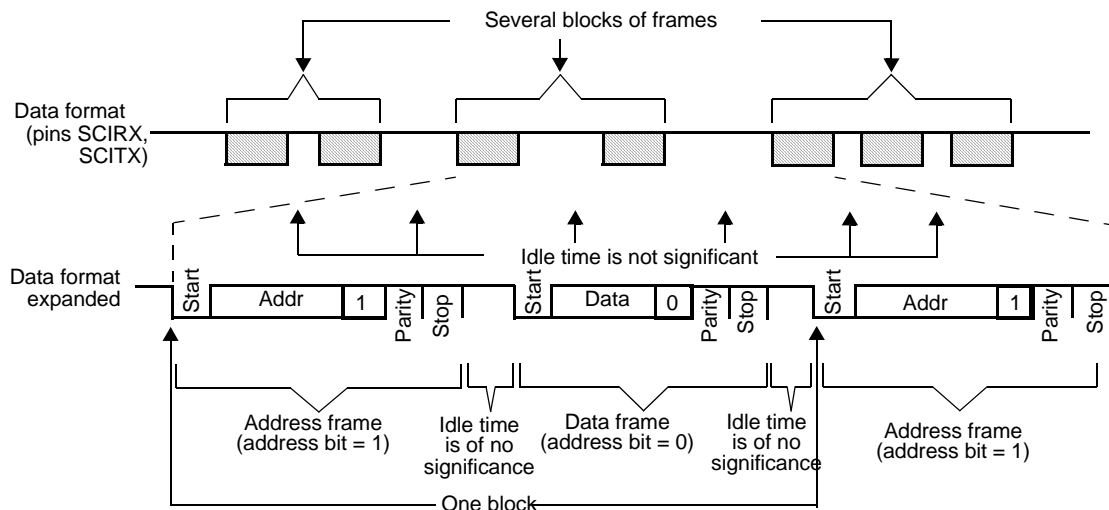 Several blocks of frames
Data format
(pins SCIRX,
SCITX)
Idle time is not significant
Data format
expanded
Start
Addr
1
Parity
Stop
Start
Data
0
Parity
Stop
Start
Addr
1
Parity
Stop
Address frame
(address bit = 1)
Idle time
is of no
significance
Data frame
(address bit = 0)
Idle time
is of no
significance
Address frame
(address bit = 1)
One block